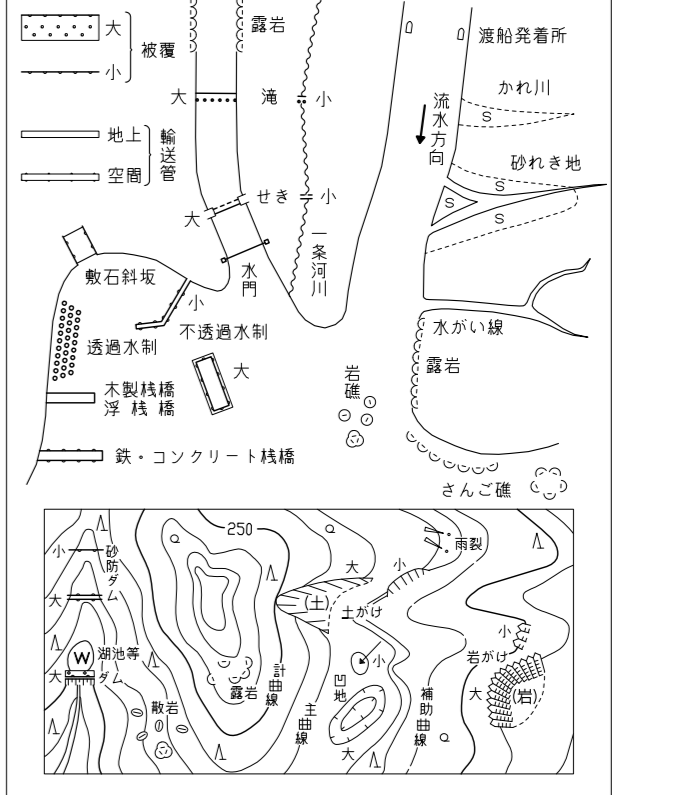 大
小
被覆
露岩
渡船発着所
大
滝
小
流水方向
かれ川
S
地上
空間
輸送管
砂れき地
S
S
S
せき
小
大
一条河川
水門
敷石斜坂
小
不透過水制
透過水制
大
水がい線
露岩
岩礁
木製桟橋
浮桟橋
鉄・コンクリート桟橋
さんご礁
250
小
砂防ダム
大
雨裂
大
小
(土)
土がけ
小
岩がけ
大
(岩)
W
湖池等
大
ダム
散岩
露岩
計曲線
主曲線
小
凹地
大
補助曲線